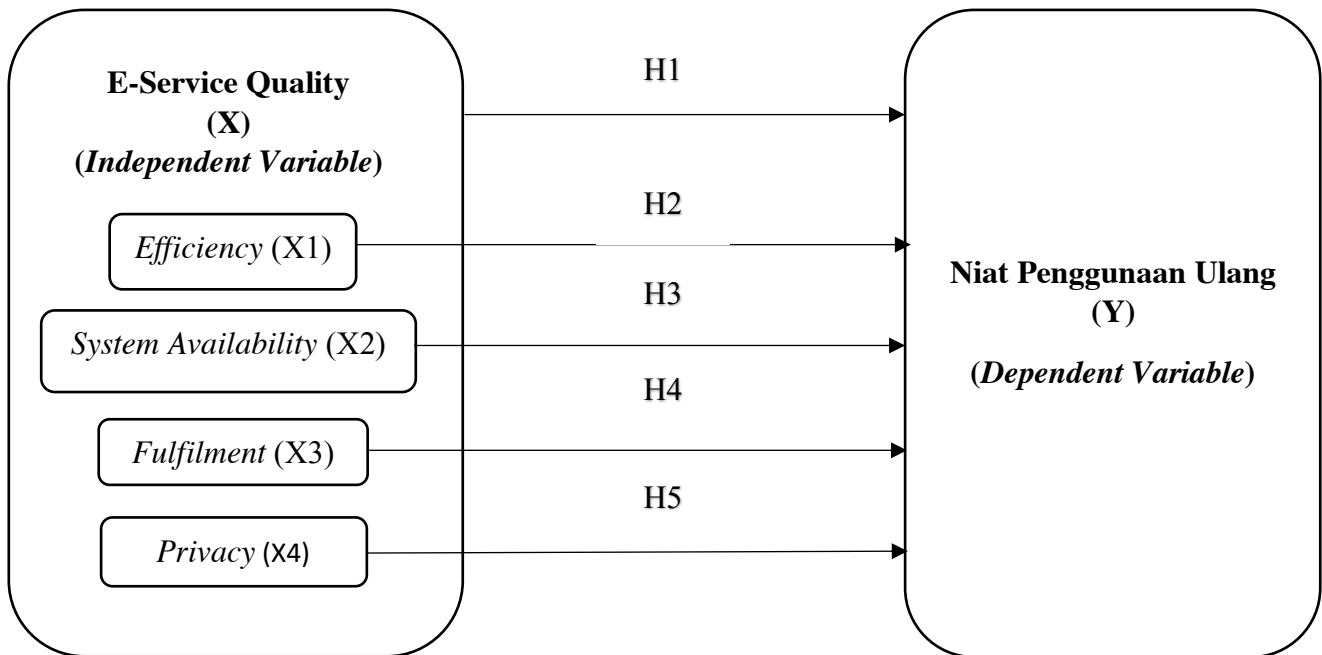 E-Service Quality
(X)
(Independent Variable)
Efficiency (X1)
System Availability (X2)
Fulfilment (X3)
Privacy (X4)
H1
H2
H3
H4
H5
Niat Penggunaan Ulang
(Y)
(Dependent Variable)